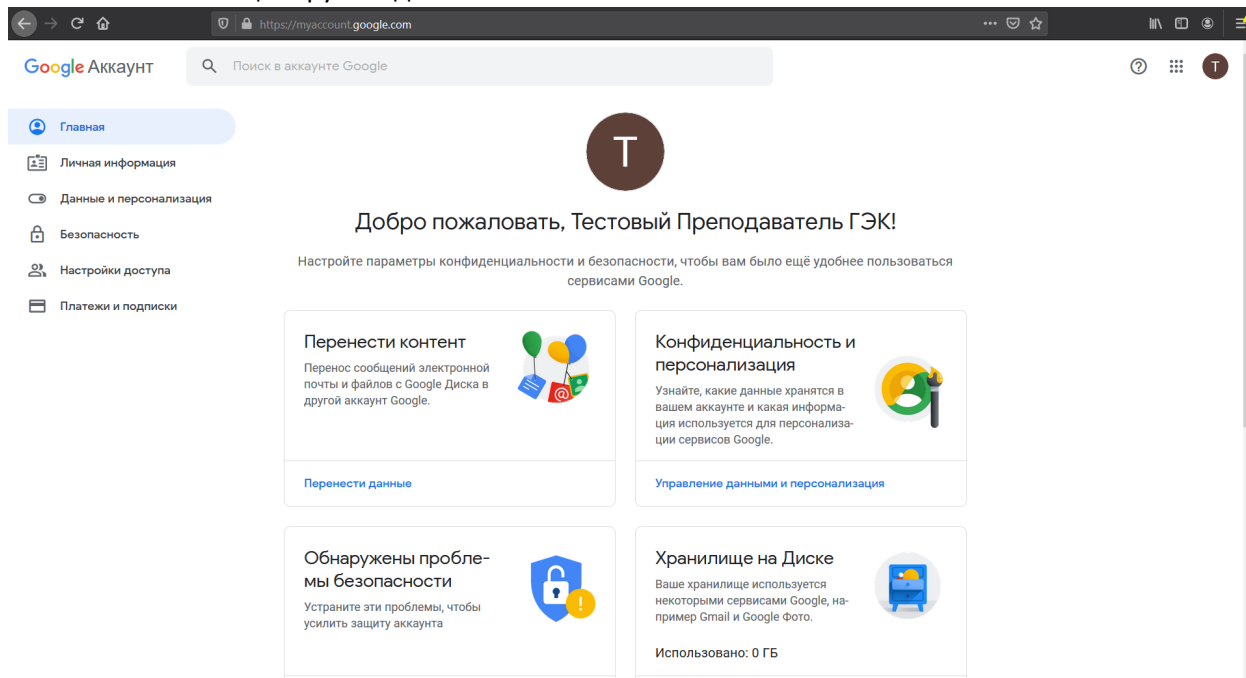 https://myaccount.google.com
Google Аккаунт
Поиск в аккаунте Google
T
Главная
Личная информация
Данные и персонализация
Безопасность
Настройки доступа
Платежи и подписки
T
Добро пожаловать, Тестовый Преподаватель ГЭК!
Настройте параметры конфиденциальности и безопасности, чтобы вам было ещё удобнее пользоваться
сервисами Google.
Перенести контент
Перенос сообщений электронной
почты и файлов с Google Диска в
другой аккаунт Google.
Перенести данные
Конфиденциальность и
персонализация
Узнайте, какие данные хранятся в
вашем аккаунте и какая информа-
ция используется для персонализа-
ции сервисов Google.
Управление данными и персонализация
Обнаружены пробле-
мы безопасности
Устраните эти проблемы, чтобы
усилить защиту аккаунта
Хранилище на Диске
Ваше хранилище используется
некоторыми сервисами Google, на-
пример Gmail и Google Фото.
Использовано: 0 ГБ